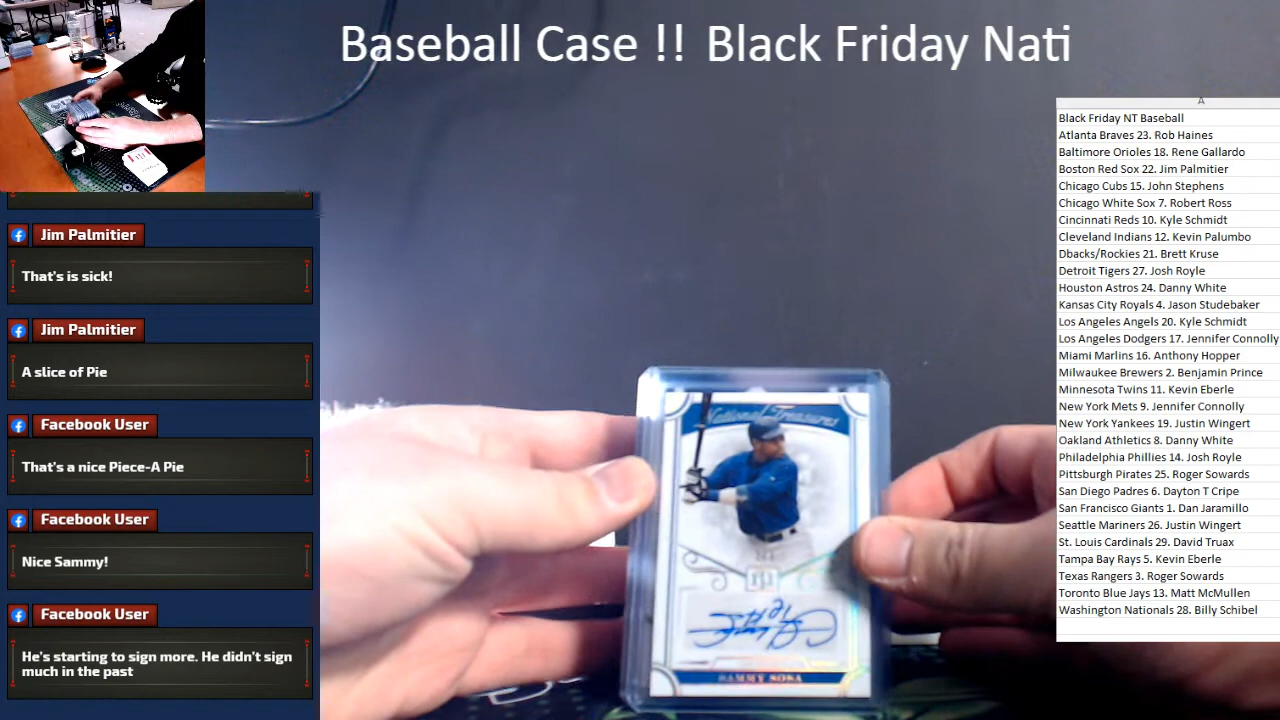 Baseball Case !! Black Friday Nati
Jim Palmitier
That's is sick!
Jim Palmitier
A slice of Pie
Facebook User
That's a nice Piece-A Pie
Facebook User
Nice Sammy!
Facebook User
He's starting to sign more. He didn't sign
much in the past
National Treasures
SAMMY SOSA
A
Black Friday NT Baseball
Atlanta Braves 23. Rob Haines
Baltimore Orioles 18. Rene Gallardo
Boston Red Sox 22. Jim Palmitier
Chicago Cubs 15. John Stephens
Chicago White Sox 7. Robert Ross
Cincinnati Reds 10. Kyle Schmidt
Cleveland Indians 12. Kevin Palumbo
Dbacks/Rockies 21. Brett Kruse
Detroit Tigers 27. Josh Royle
Houston Astros 24. Danny White
Kansas City Royals 4. Jason Studebaker
Los Angeles Angels 20. Kyle Schmidt
Los Angeles Dodgers 17. Jennifer Connolly
Miami Marlins 16. Anthony Hopper
Milwaukee Brewers 2. Benjamin Prince
Minnesota Twins 11. Kevin Eberle
New York Mets 9. Jennifer Connolly
New York Yankees 19. Justin Wingert
Oakland Athletics 8. Danny White
Philadelphia Phillies 14. Josh Royle
Pittsburgh Pirates 25. Roger Sowards
San Diego Padres 6. Dayton T Cripe
San Francisco Giants 1. Dan Jaramillo
Seattle Mariners 26. Justin Wingert
St. Louis Cardinals 29. David Truax
Tampa Bay Rays 5. Kevin Eberle
Texas Rangers 3. Roger Sowards
Toronto Blue Jays 13. Matt McMullen
Washington Nationals 28. Billy Schibel